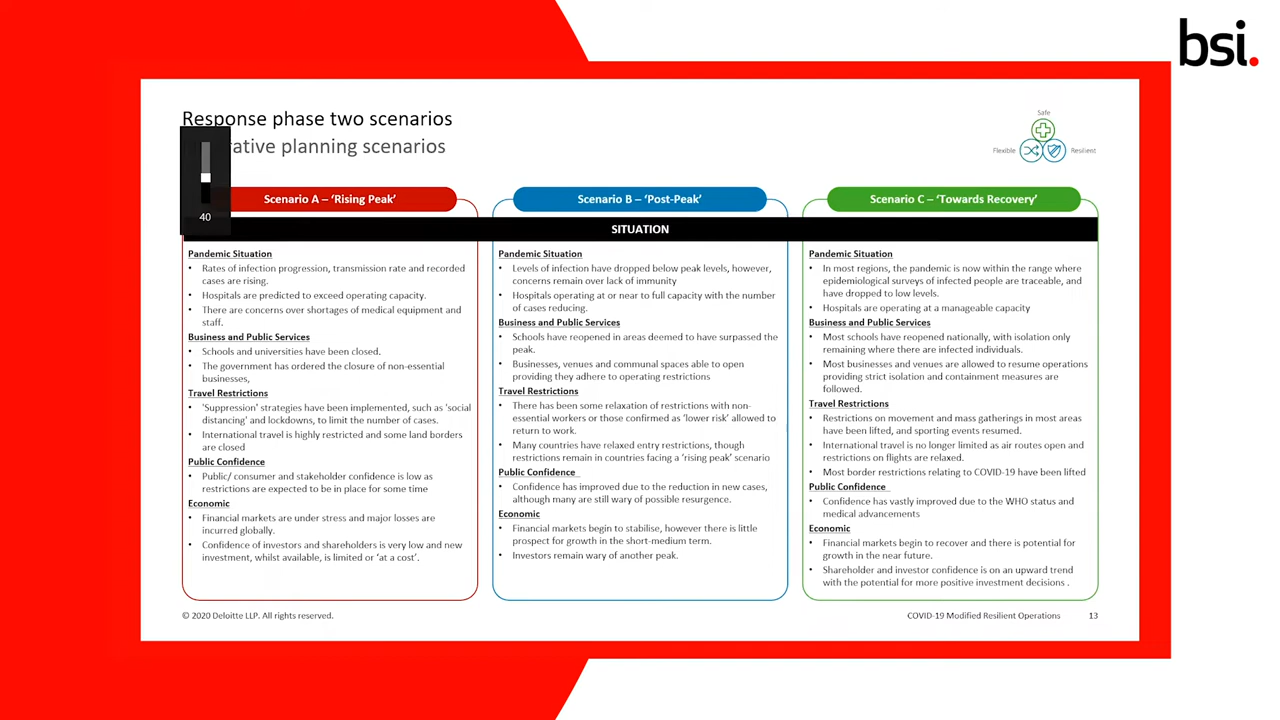 bsi.
Response phase two scenarios
rative planning scenarios
Safe
Flexible
Resilient
40
Scenario A – ‘Rising Peak’
Scenario B – ‘Post-Peak’
Scenario C – ‘Towards Recovery’
SITUATION
Pandemic Situation
• Rates of infection progression, transmission rate and recorded
cases are rising.
• Hospitals are predicted to exceed operating capacity.
• There are concerns over shortages of medical equipment and
staff.
Business and Public Services
• Schools and universities have been closed.
• The government has ordered the closure of non-essential
businesses,
Travel Restrictions
• 'Suppression' strategies have been implemented, such as 'social
distancing' and lockdowns, to limit the number of cases.
• International travel is highly restricted and some land borders
are closed
Public Confidence
• Public/ consumer and stakeholder confidence is low as
restrictions are expected to be in place for some time
Economic
• Financial markets are under stress and major losses are
incurred globally.
• Confidence of investors and shareholders is very low and new
investment, whilst available, is limited or ‘at a cost’.
Pandemic Situation
• Levels of infection have dropped below peak levels, however,
concerns remain over lack of immunity
• Hospitals operating at or near to full capacity with the number
of cases reducing.
Business and Public Services
• Schools have reopened in areas deemed to have surpassed the
peak.
• Businesses, venues and communal spaces able to open
providing they adhere to operating restrictions
Travel Restrictions
• There has been some relaxation of restrictions with non-
essential workers or those confirmed as ‘lower risk’ allowed to
return to work.
• Many countries have relaxed entry restrictions, though
restrictions remain in countries facing a ‘rising peak’ scenario
Public Confidence
• Confidence has improved due to the reduction in new cases,
although many are still wary of possible resurgence.
Economic
• Financial markets begin to stabilise, however there is little
prospect for growth in the short-medium term.
• Investors remain wary of another peak.
Pandemic Situation
• In most regions, the pandemic is now within the range where
epidemiological surveys of infected people are traceable, and
have dropped to low levels.
• Hospitals are operating at a manageable capacity
Business and Public Services
• Most schools have reopened nationally, with isolation only
remaining where there are infected individuals.
• Most businesses and venues are allowed to resume operations
providing strict isolation and containment measures are
followed.
Travel Restrictions
• Restrictions on movement and mass gatherings in most areas
have been lifted, and sporting events resumed.
• International travel is no longer limited as air routes open and
restrictions on flights are relaxed.
• Most border restrictions relating to COVID-19 have been lifted
Public Confidence
• Confidence has vastly improved due to the WHO status and
medical advancements
Economic
• Financial markets begin to recover and there is potential for
growth in the near future.
• Shareholder and investor confidence is on an upward trend
with the potential for more positive investment decisions .
© 2020 Deloitte LLP. All rights reserved.
COVID-19 Modified Resilient Operations
13